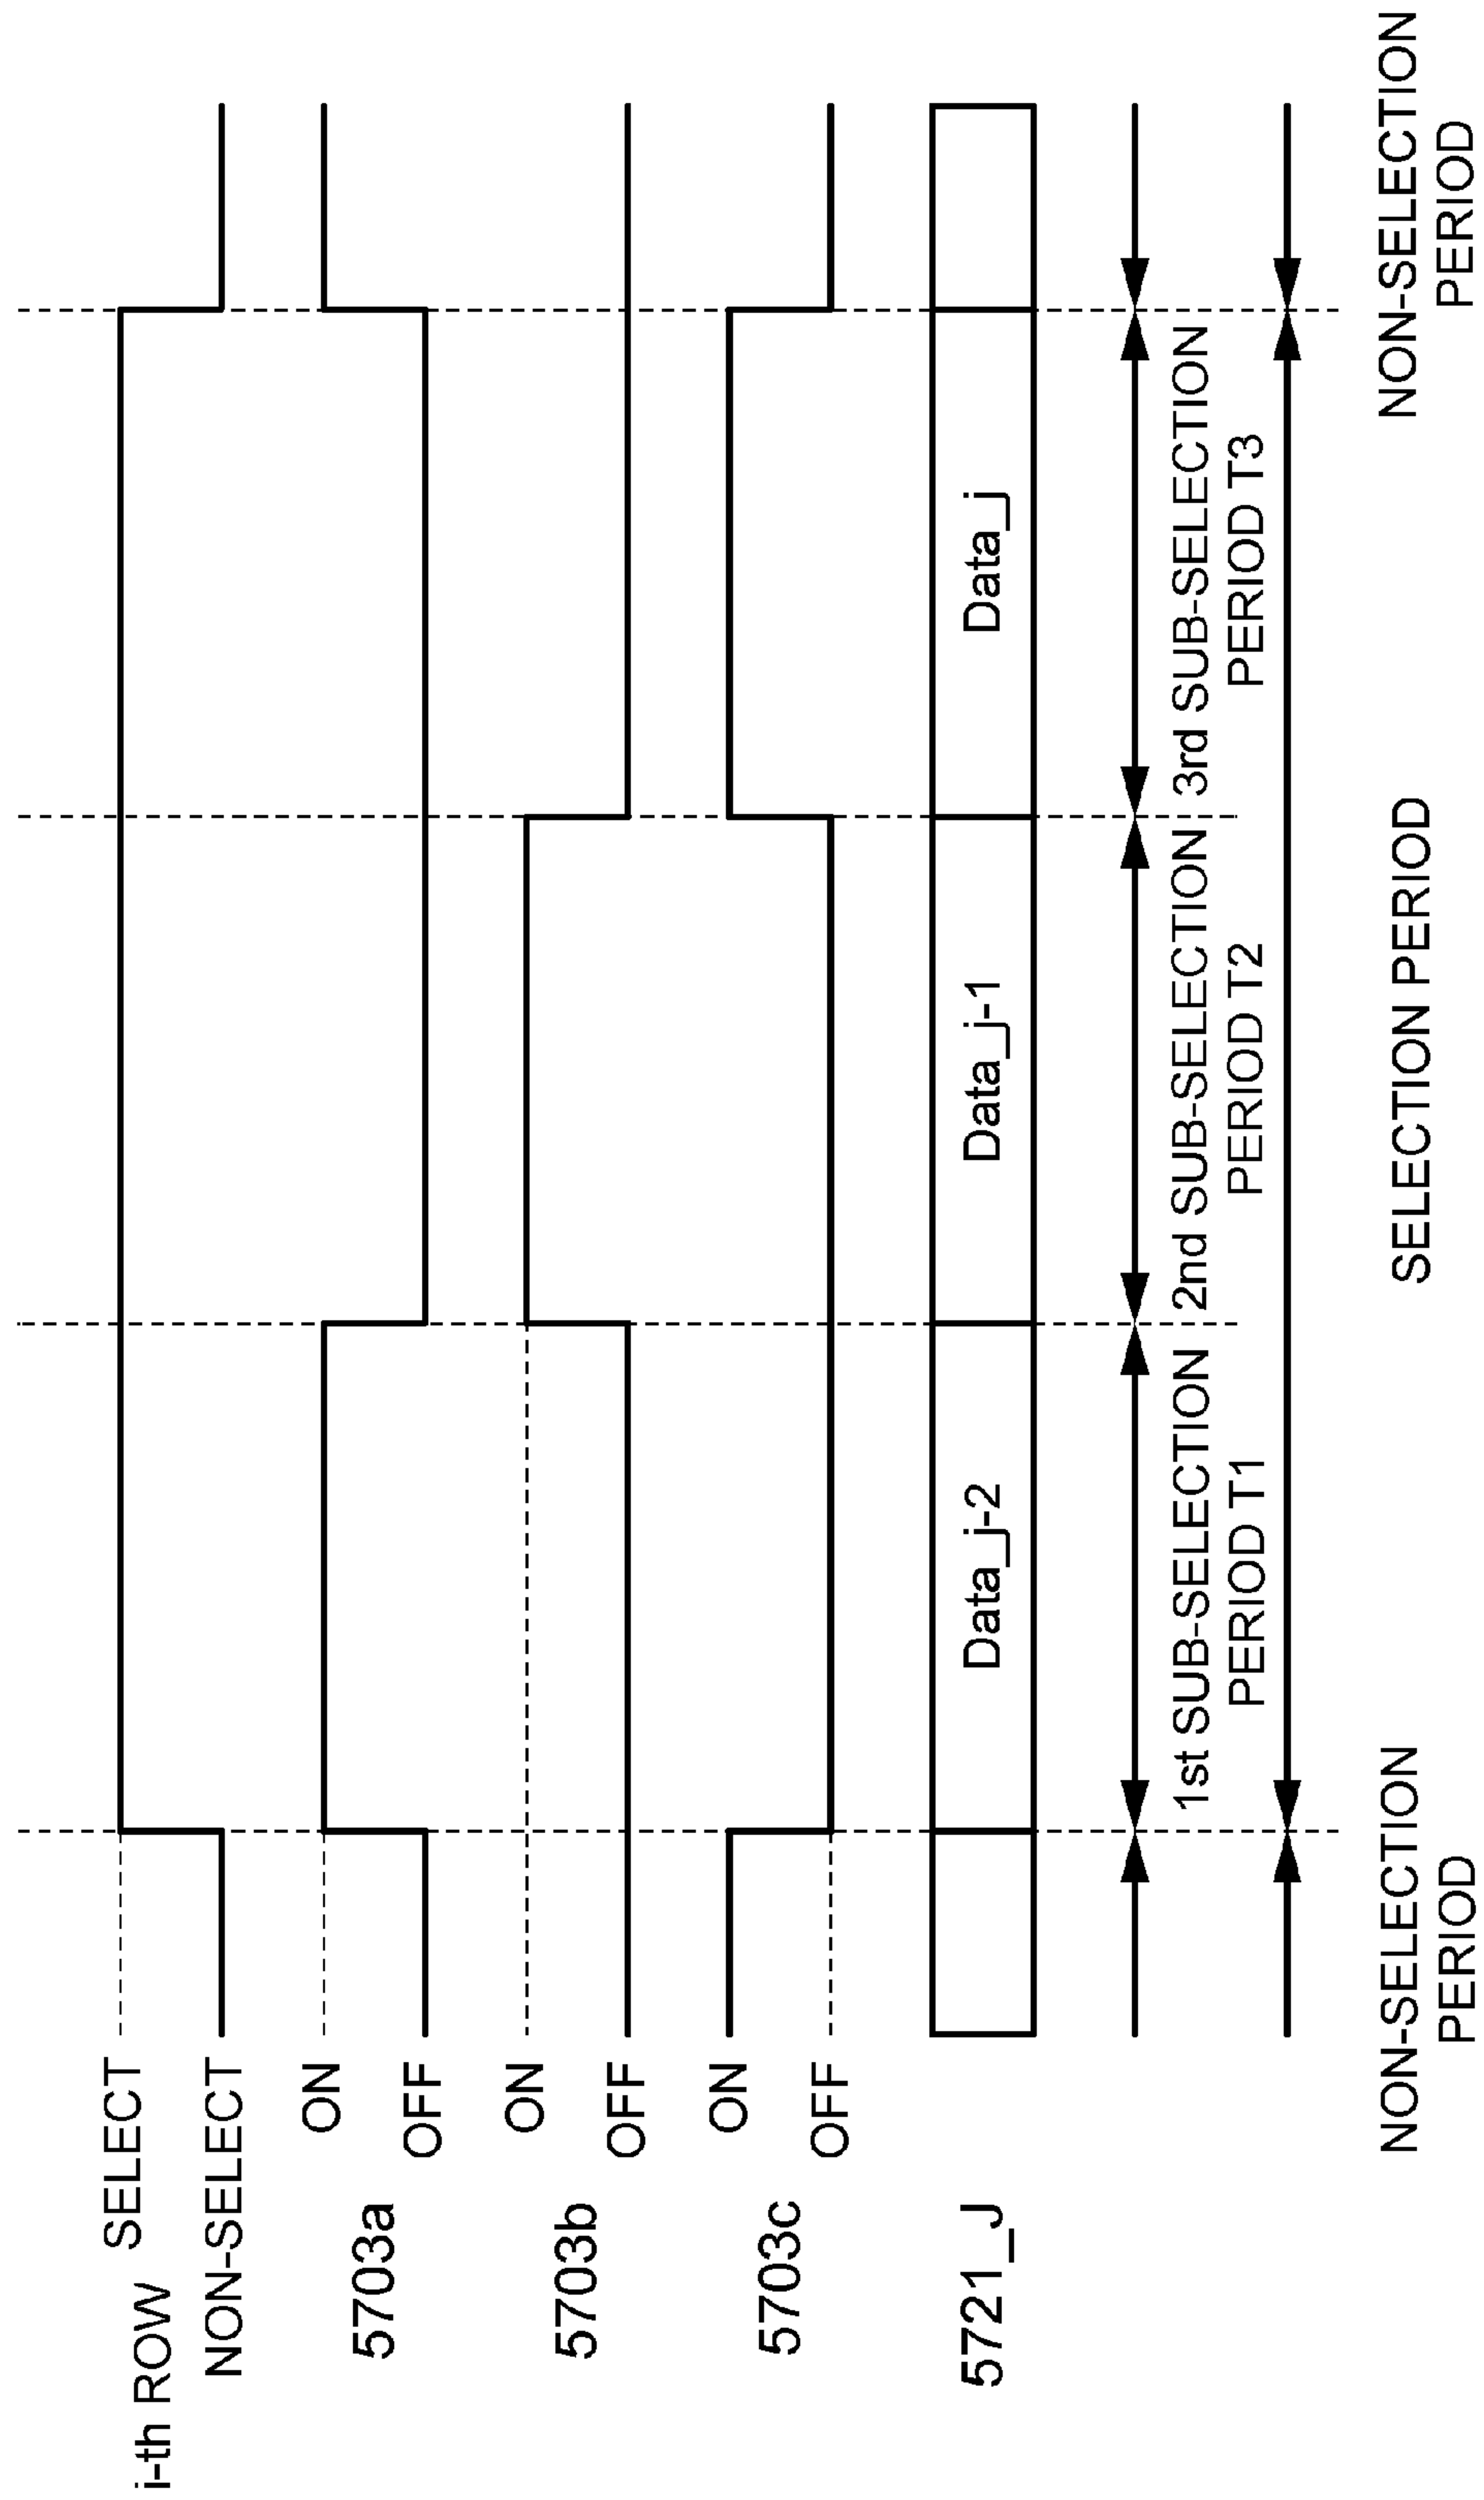 i-th ROW
SELECT
NON-SELECT
5703a
ON
OFF
5703b
ON
OFF
5703c
ON
OFF
5721_J
Data_j-2
Data_j-1
Data_j
1st SUB-SELECTION
PERIOD T1
2nd SUB-SELECTION
PERIOD T2
3rd SUB-SELECTION
PERIOD T3
NON-SELECTION
PERIOD
SELECTION PERIOD
NON-SELECTION
PERIOD